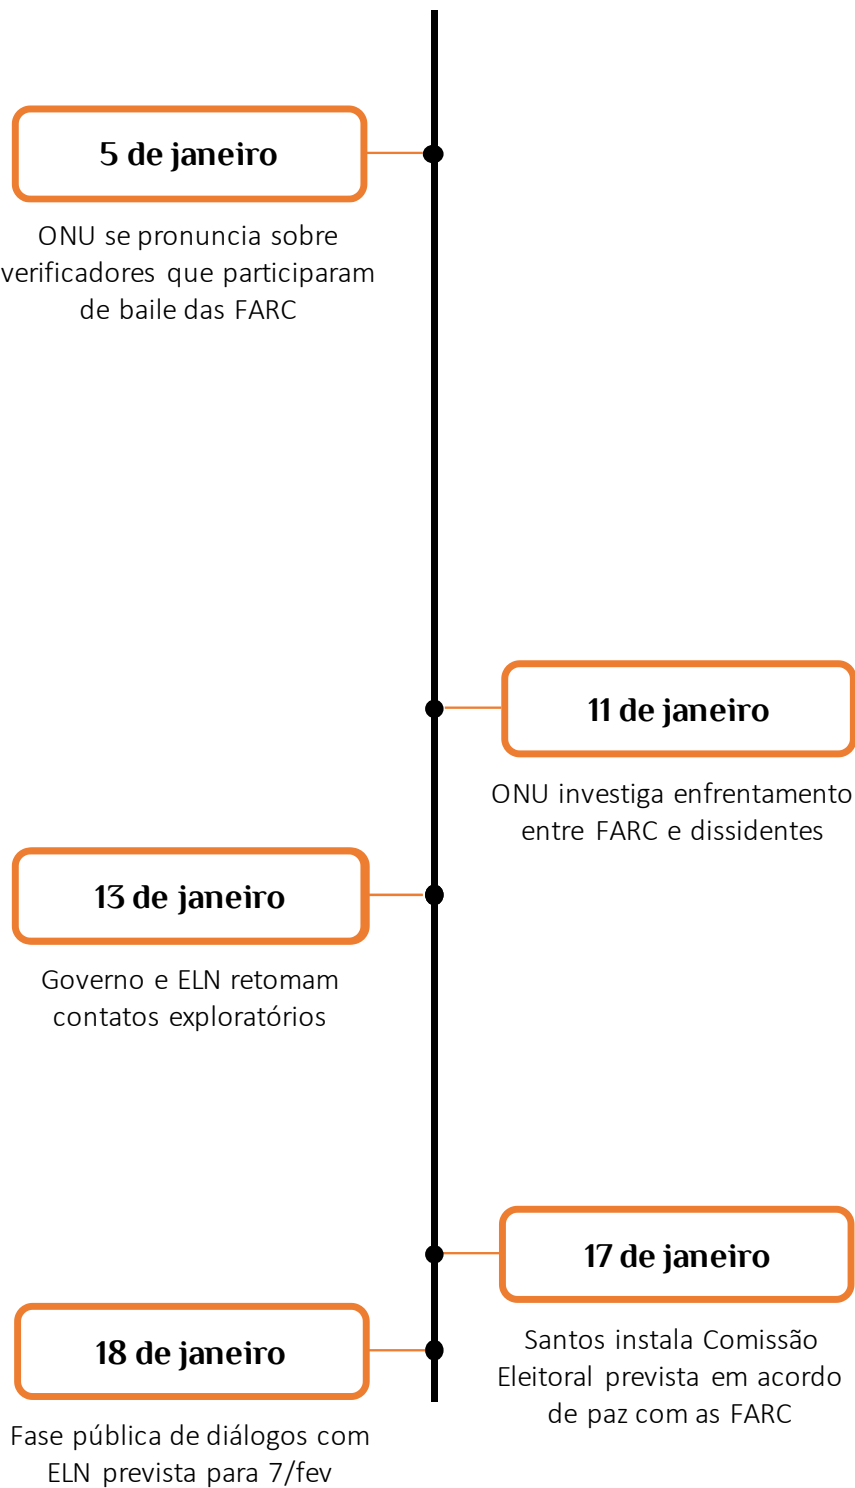 5 de janeiro
ONU se pronuncia sobre
verificadores que participaram
de baile das FARC
11 de janeiro
ONU investiga enfrentamento
entre FARC e dissidentes
13 de janeiro
Governo e ELN retomam
contatos exploratórios
17 de janeiro
Santos instala Comissão
Eleitoral prevista em acordo
de paz com as FARC
18 de janeiro
Fase pública de diálogos com
ELN prevista para 7/fev